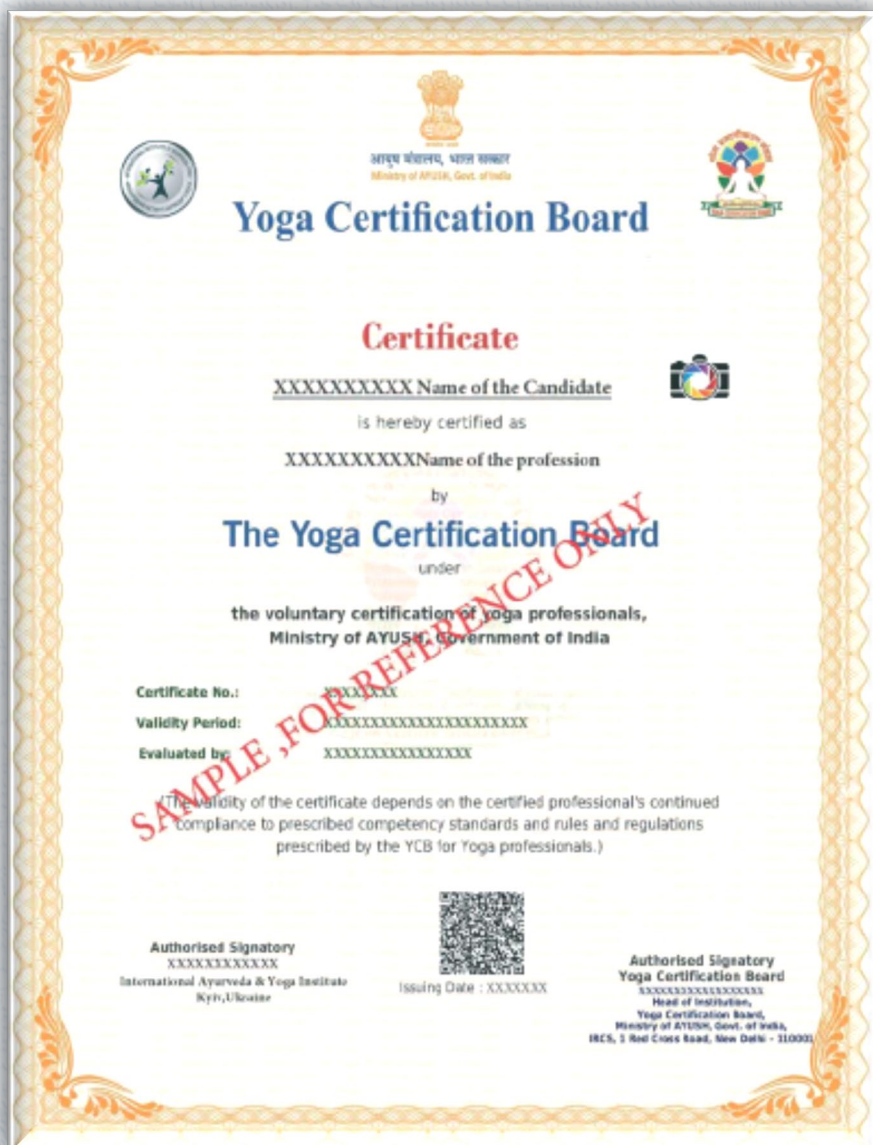 आयुष मंत्रालय, भारत सरकार
Ministry of AYUSH, Govt. of India
Yoga Certification Board
Certificate
XXXXXXXXXX Name of the Candidate
is hereby certified as
XXXXXXXXXXName of the profession
by
The Yoga Certification Board
under
the voluntary certification of yoga professionals,
Ministry of AYUSH, Government of India
SAMPLE ,FOR REFERENCE ONLY
Certificate No.: XXXXXXXX
Validity Period: XXXXXXXXXXXXXXXXXXXXXX
Evaluated by: XXXXXXXXXXXXXXXX
(The validity of the certificate depends on the certified professional's continued
compliance to prescribed competency standards and rules and regulations
prescribed by the YCB for Yoga professionals.)
Authorised Signatory
XXXXXXXXXXXX
International Ayurveda & Yoga Institute
Kyiv,Ukraine
Issuing Date : XXXXXXX
Authorised Signatory
Yoga Certification Board
XXXXXXXXXXXXXXXXXX
Head of Institution,
Yoga Certification Board,
Ministry of AYUSH, Govt. of India,
IRCS, 1 Red Cross Road, New Delhi - 110001